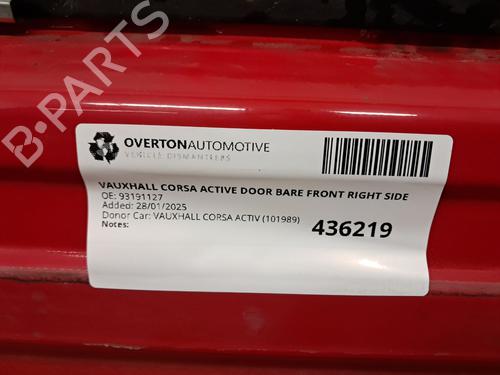 OVERTONAUTOMOTIVE
VEHICLE DISMANTLERS
VAUXHALL CORSA ACTIVE DOOR BARE FRONT RIGHT SIDE
OE: 93191127
Added: 28/01/2025
Donor Car: VAUXHALL CORSA ACTIV (101989)
Notes:
436219
B-PARTS